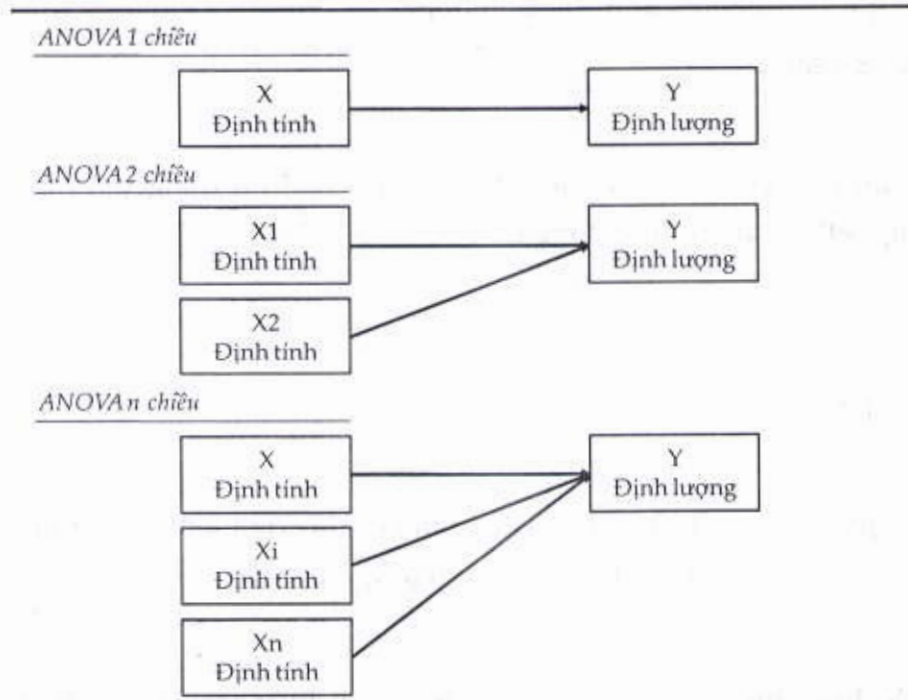 ANOVA 1 chiều
X
Định tính
Y
Định lượng
ANOVA 2 chiều
X1
Định tính
Y
Định lượng
X2
Định tính
ANOVA n chiều
X
Định tính
Y
Định lượng
Xi
Định tính
Xn
Định tính